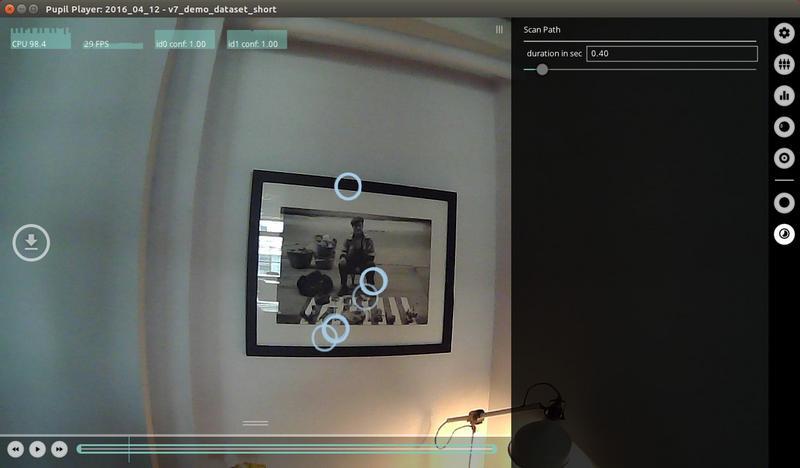 Pupil Player: 2016_04_12 - v7_demo_dataset_short
CPU 98.4
29 FPS
id0 conf: 1.00
id1 conf: 1.00
Scan Path
duration in sec 0.40